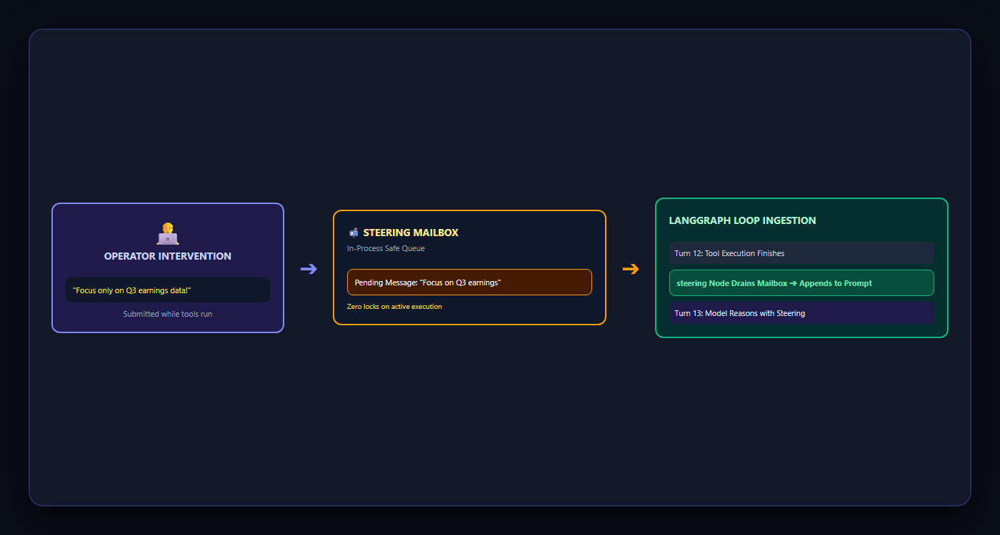 OPERATOR INTERVENTION
"Focus only on Q3 earnings data!"
Submitted while tools run
STEERING MAILBOX
In-Process Safe Queue
Pending Message: "Focus on Q3 earnings"
Zero locks on active execution
LANGGRAPH LOOP INGESTION
Turn 12: Tool Execution Finishes
steering Node Drains Mailbox ➔ Appends to Prompt
Turn 13: Model Reasons with Steering